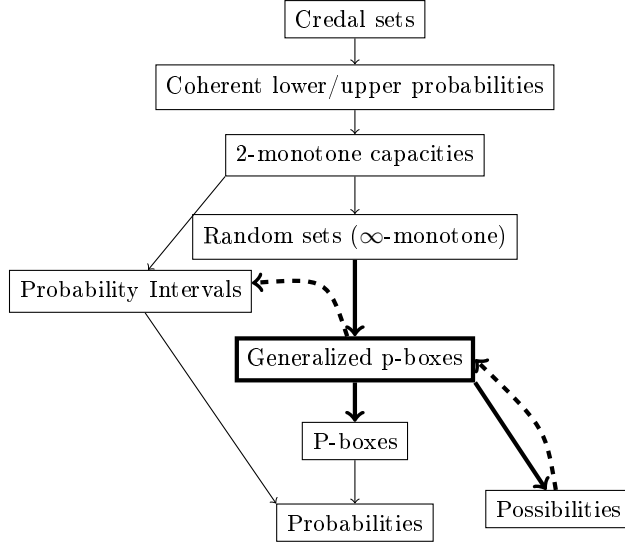 Credal sets
Coherent lower/upper probabilities
2-monotone capacities
Random sets (∞-monotone)
Probability Intervals
Generalized p-boxes
P-boxes
Possibilities
Probabilities